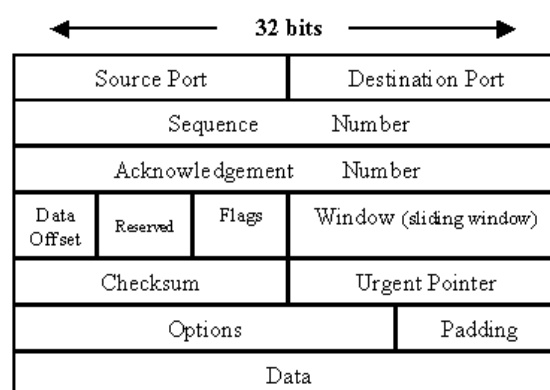 32 bits
Source Port Destination Port
Sequence Number
Acknowledgement Number
Data Offset Reserved Flags Window (sliding window)
Checksum Urgent Pointer
Options Padding
Data